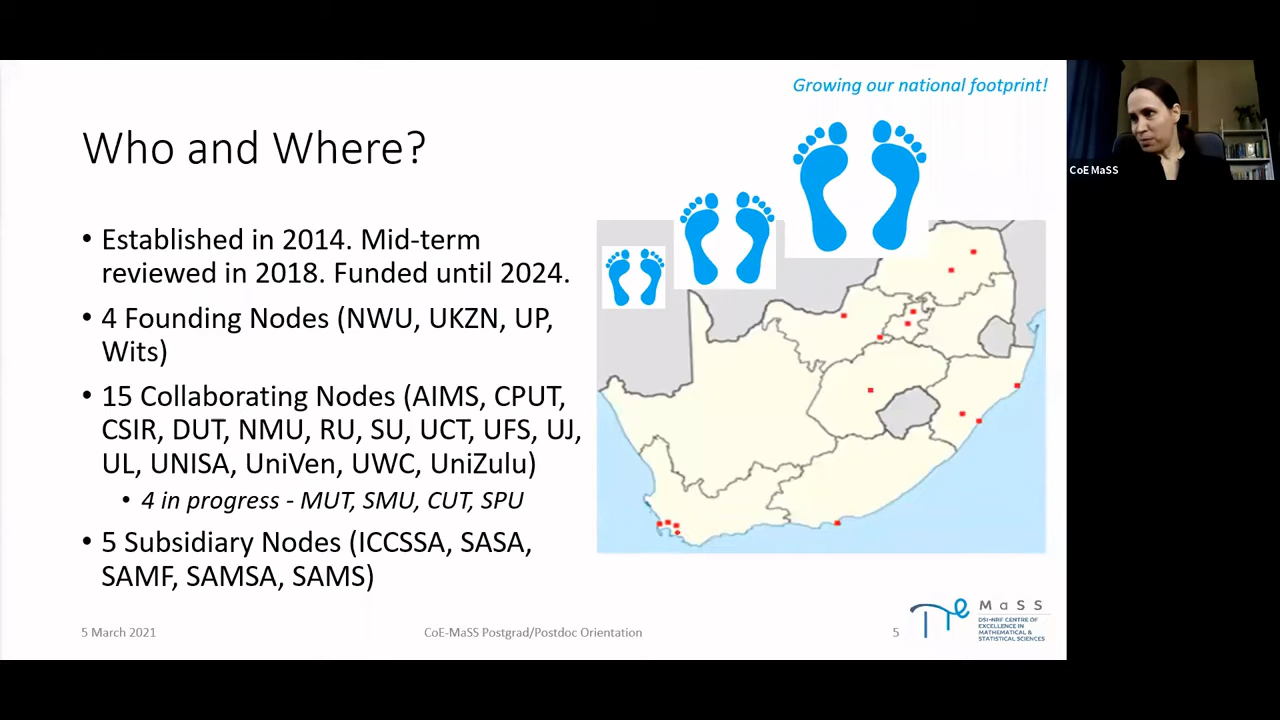 Growing our national footprint!
Who and Where?
• Established in 2014. Mid-term
reviewed in 2018. Funded until 2024.
• 4 Founding Nodes (NWU, UKZN, UP,
Wits)
• 15 Collaborating Nodes (AIMS, CPUT,
CSIR, DUT, NMU, RU, SU, UCT, UFS, UJ,
UL, UNISA, UniVen, UWC, UniZulu)
• 4 in progress - MUT, SMU, CUT, SPU
• 5 Subsidiary Nodes (ICCSSA, SASA,
SAMF, SAMSA, SAMS)
5 March 2021
CoE-MaSS Postgrad/Postdoc Orientation
5
MaSS
DSI-NRF CENTRE OF
EXCELLENCE IN
MATHEMATICAL &
STATISTICAL SCIENCES
CoE MaSS